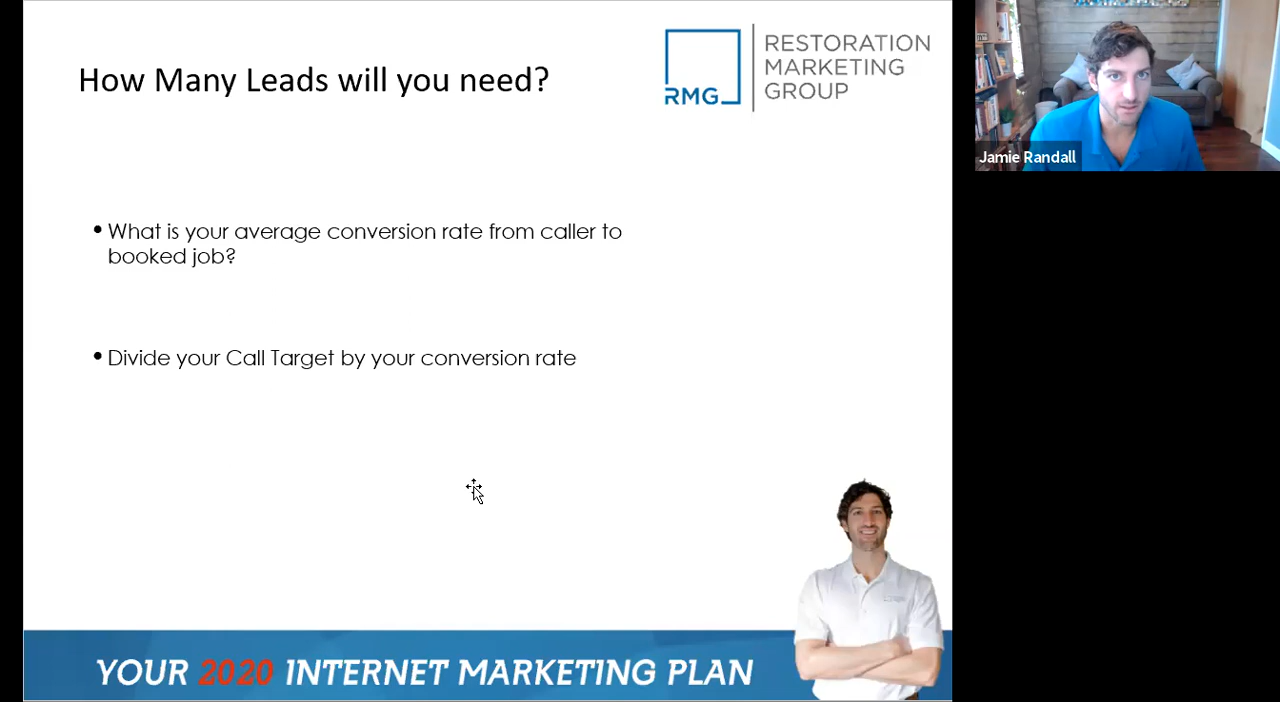 How Many Leads will you need?
RMG
RESTORATION
MARKETING
GROUP
• What is your average conversion rate from caller to
booked job?
• Divide your Call Target by your conversion rate
YOUR 2020 INTERNET MARKETING PLAN
Jamie Randall